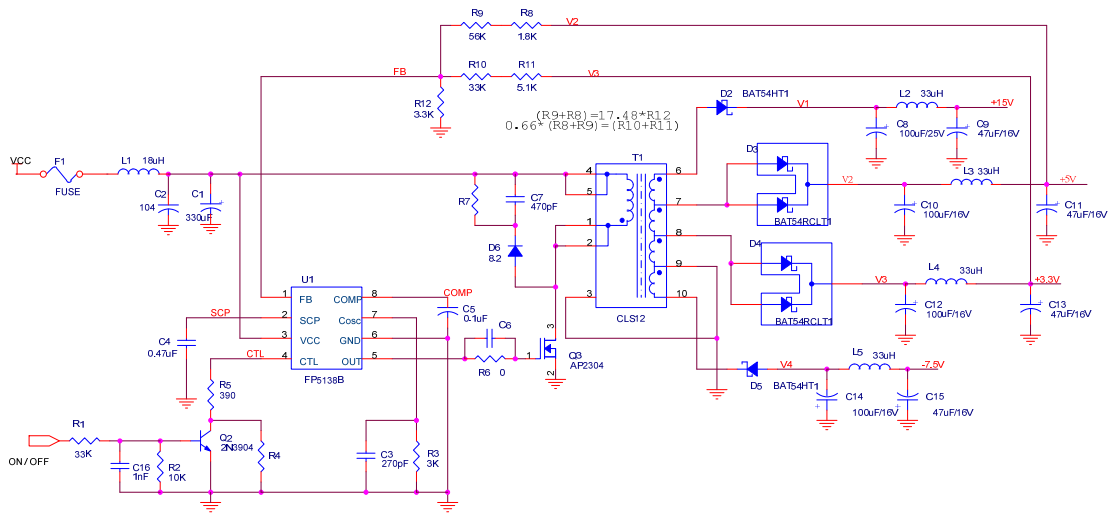 R9
56K
R8
1.8K
V2
FB
R10
33K
R11
5.1K
V3
R12
3.3K
(R9+R8)=17.48*R12
0.66*(R8+R9)=(R10+R11)
D2
BAT54HT1
V1
L2
33uH
+15V
C8
100uF/25V
C9
47uF/16V
VCC
F1
FUSE
L1
18uH
C2
104
C1
330uF
R7
C7
470pF
D6
8.2
T1
4
5
1
2
3
6
7
8
9
10
CLS12
D3
BAT54RCLT1
V2
L3
33uH
+5V
C10
100uF/16V
C11
47uF/16V
D4
BAT54RCLT1
V3
L4
33uH
+3.3V
C12
100uF/16V
C13
47uF/16V
U1
1
FB
COMP
8
2
SCP
Cosc
7
3
VCC
GND
6
4
CTL
OUT
5
FP5138B
SCP
C4
0.47uF
CTL
COMP
C5
0.1uF
C6
R6
0
3
1
2
Q3
AP2304
D5
BAT54HT1
V4
L5
33uH
-7.5V
C14
100uF/16V
C15
47uF/16V
R5
390
ON/OFF
R1
33K
C16
1nF
R2
10K
Q2
2N3904
R4
C3
270pF
R3
3K